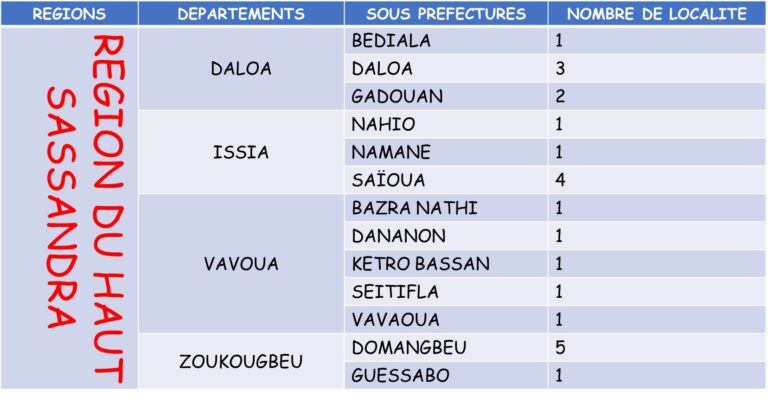 REGIONS DEPARTEMENTS SOUS PREFECTURES NOMBRE DE LOCALITE
REGION DU HAUT
SASSANDRA
DALOA
BEDIALA 1
DALOA 3
GADOUAN 2
ISSIA
NAHIO 1
NAMANE 1
SAÏOUA 4
VAVOUA
BAZRA NATHI 1
DANANON 1
KETRO BASSAN 1
SEITIFLA 1
VAVAOUA 1
ZOUKOUGBEU
DOMANGBEU 5
GUESSABO 1